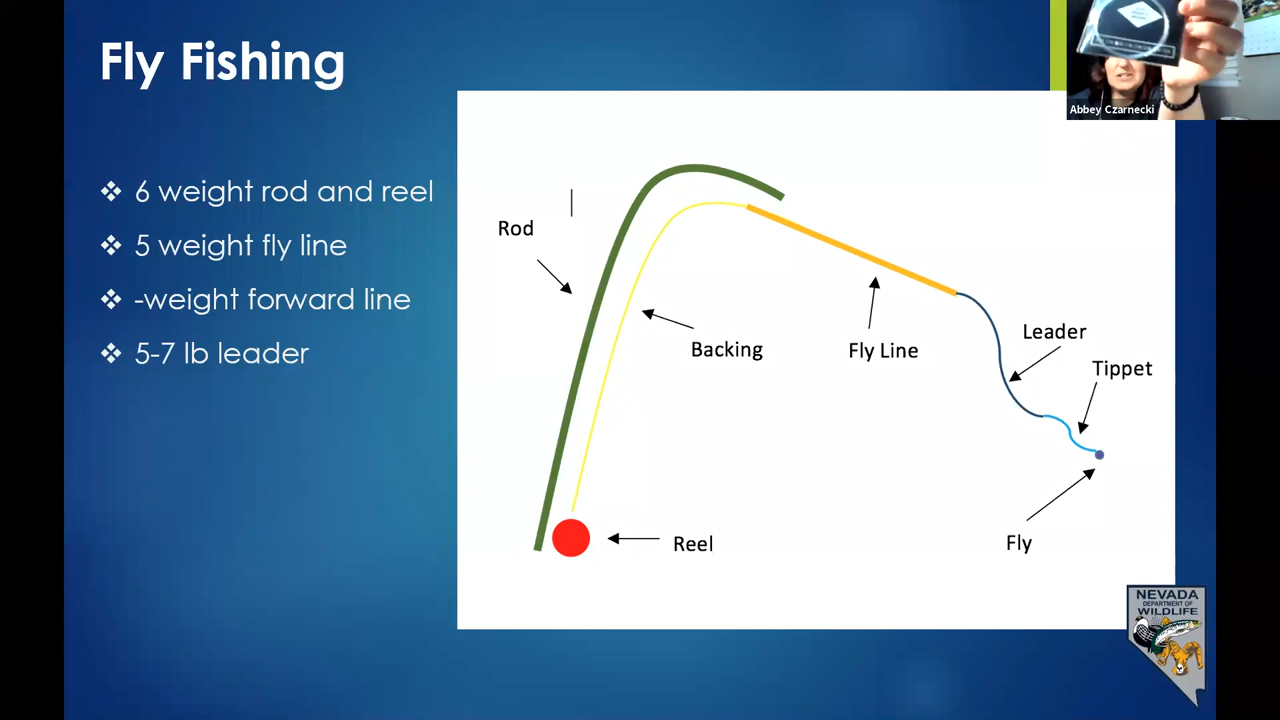 Fly Fishing
❖ 6 weight rod and reel
❖ 5 weight fly line
❖ -weight forward line
❖ 5-7 lb leader
Rod
Backing
Fly Line
Leader
Tippet
Reel
Fly
Abbey Czarnecki
NEVADA
DEPARTMENT OF
WILDLIFE